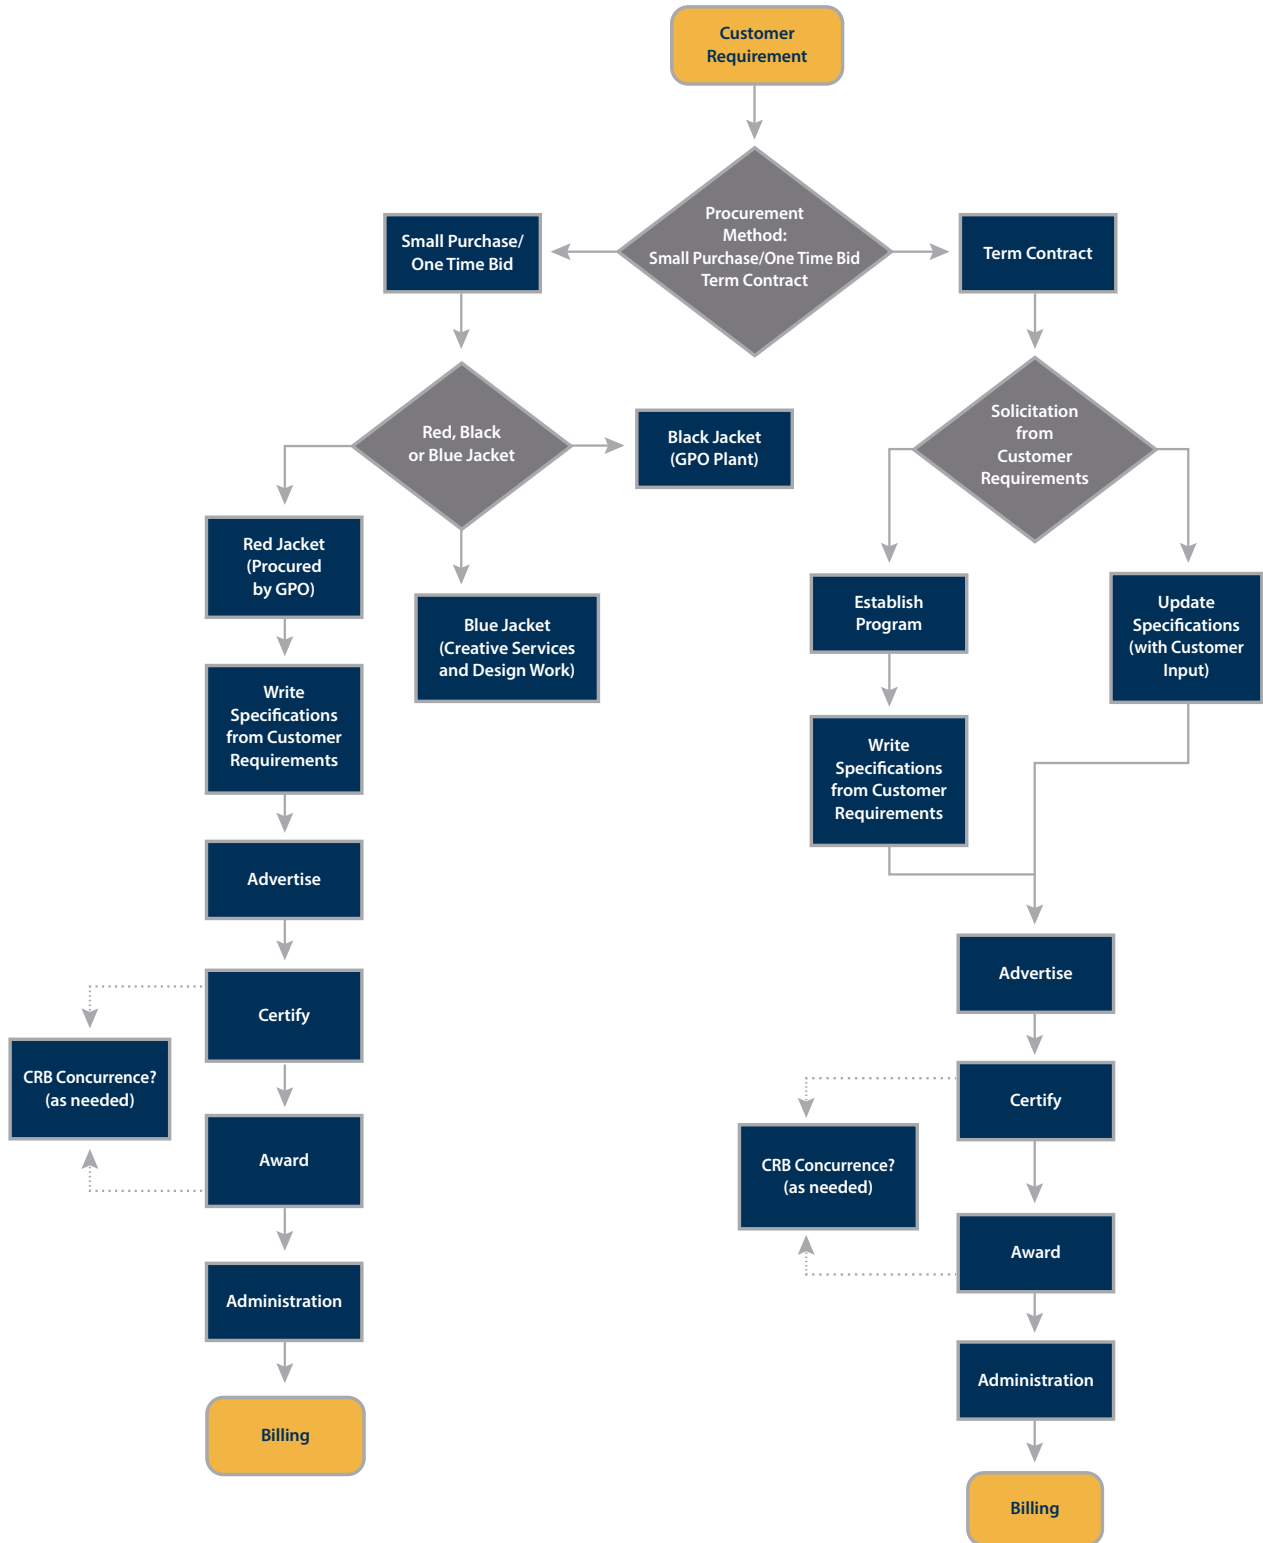 Customer
Requirement
Procurement
Method:
Small Purchase/One Time Bid
Term Contract
Small Purchase/
One Time Bid
Term Contract
Red, Black
or Blue Jacket
Black Jacket
(GPO Plant)
Solicitation
from
Customer
Requirements
Red Jacket
(Procured
by GPO)
Blue Jacket
(Creative Services
and Design Work)
Establish
Program
Update
Specifications
(with Customer
Input)
Write
Specifications
from Customer
Requirements
Write
Specifications
from Customer
Requirements
Advertise
Advertise
Certify
CRB Concurrence?
(as needed)
Certify
Award
CRB Concurrence?
(as needed)
Award
Administration
Administration
Billing
Billing